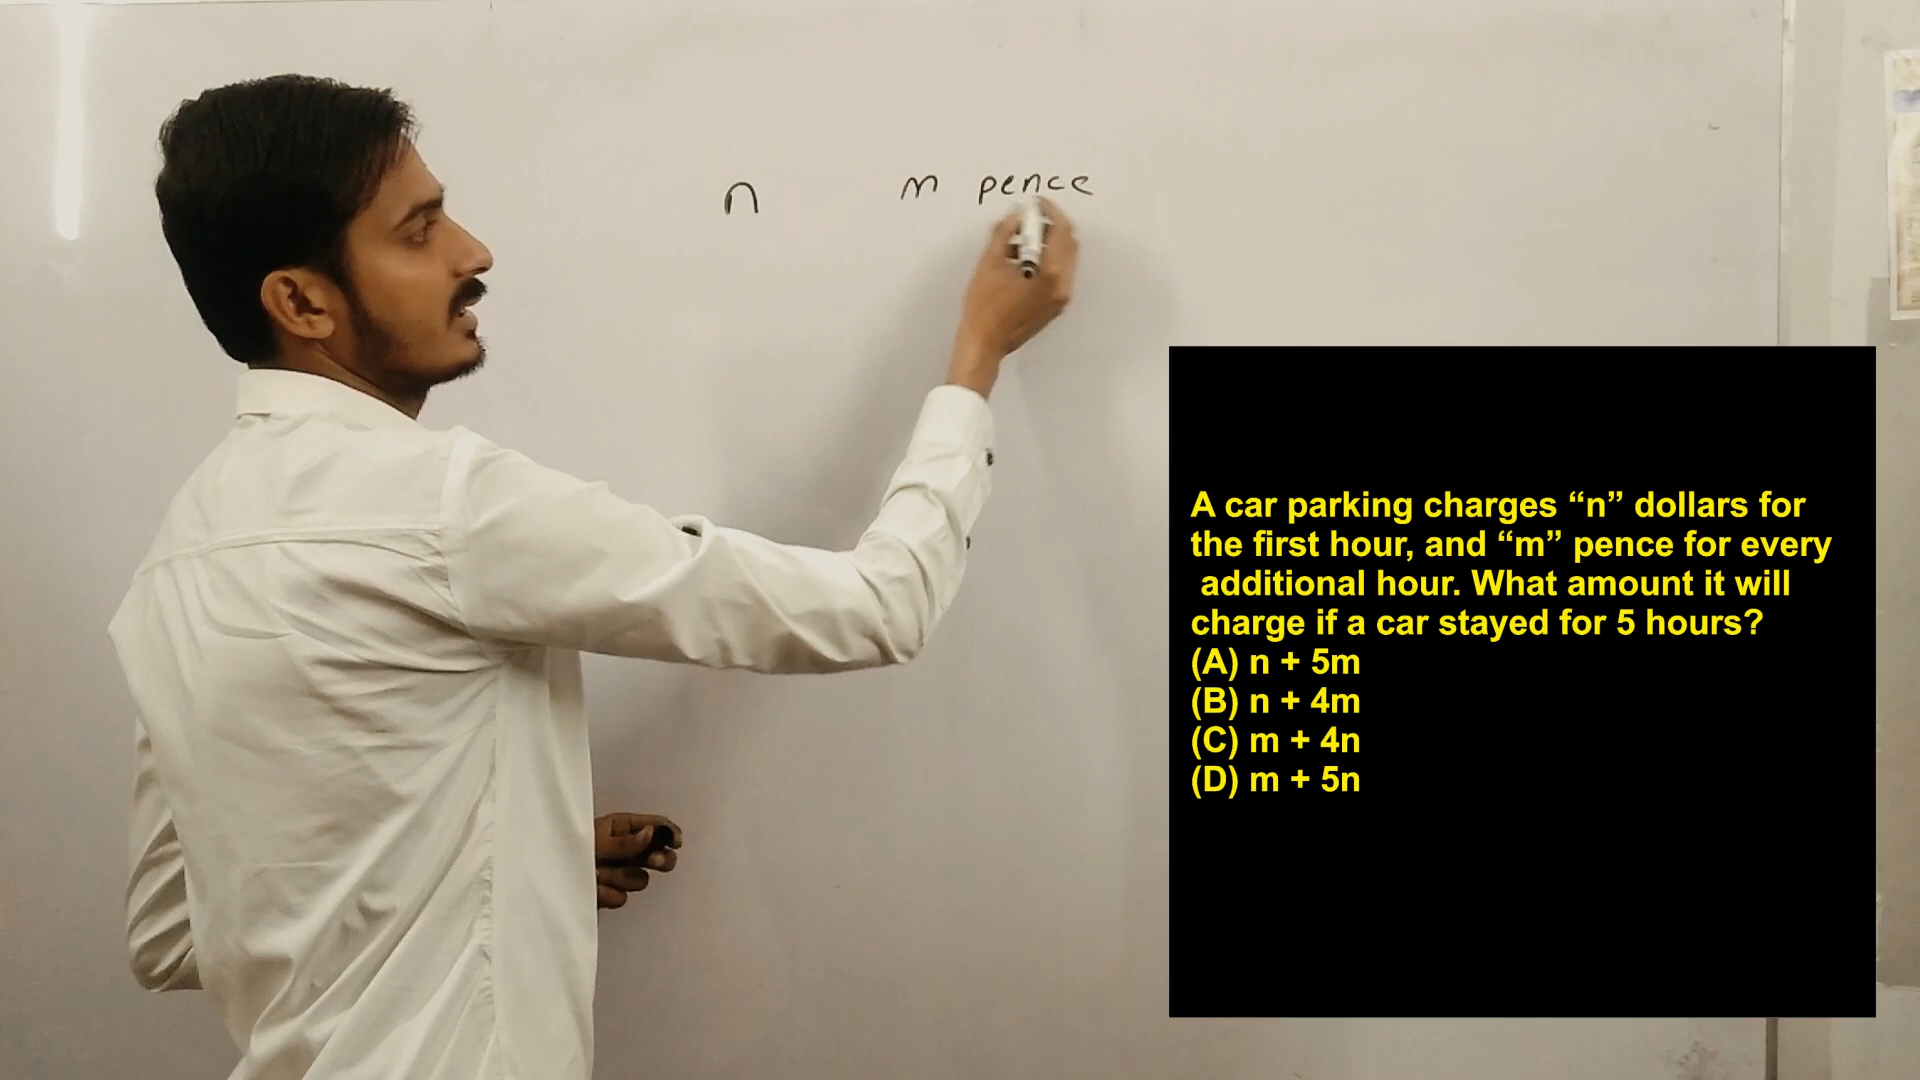 n m pence
A car parking charges “n” dollars for
the first hour, and “m” pence for every
additional hour. What amount it will
charge if a car stayed for 5 hours?
(A) n + 5m
(B) n + 4m
(C) m + 4n
(D) m + 5n